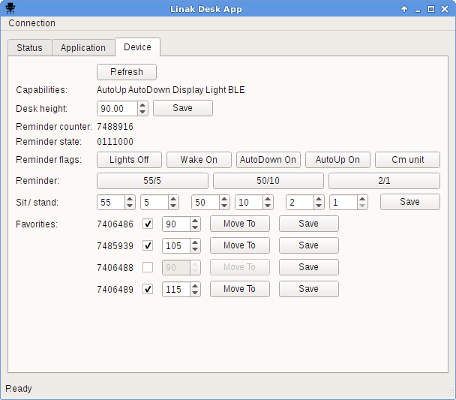 Linak Desk App
Connection
Status Application Device
Refresh
Capabilities: AutoUp AutoDown Display Light BLE
Desk height: 90.00 Save
Reminder counter: 7488916
Reminder state: 0111000
Reminder flags: Lights Off Wake On AutoDown On AutoUp On Cm unit
Reminder: 55/5 50/10 2/1
Sit / stand: 55 5 50 10 2 1 Save
Favorities: 7406486 90 Move To Save
7485939 105 Move To Save
7406488 90 Move To Save
7406489 115 Move To Save
Ready